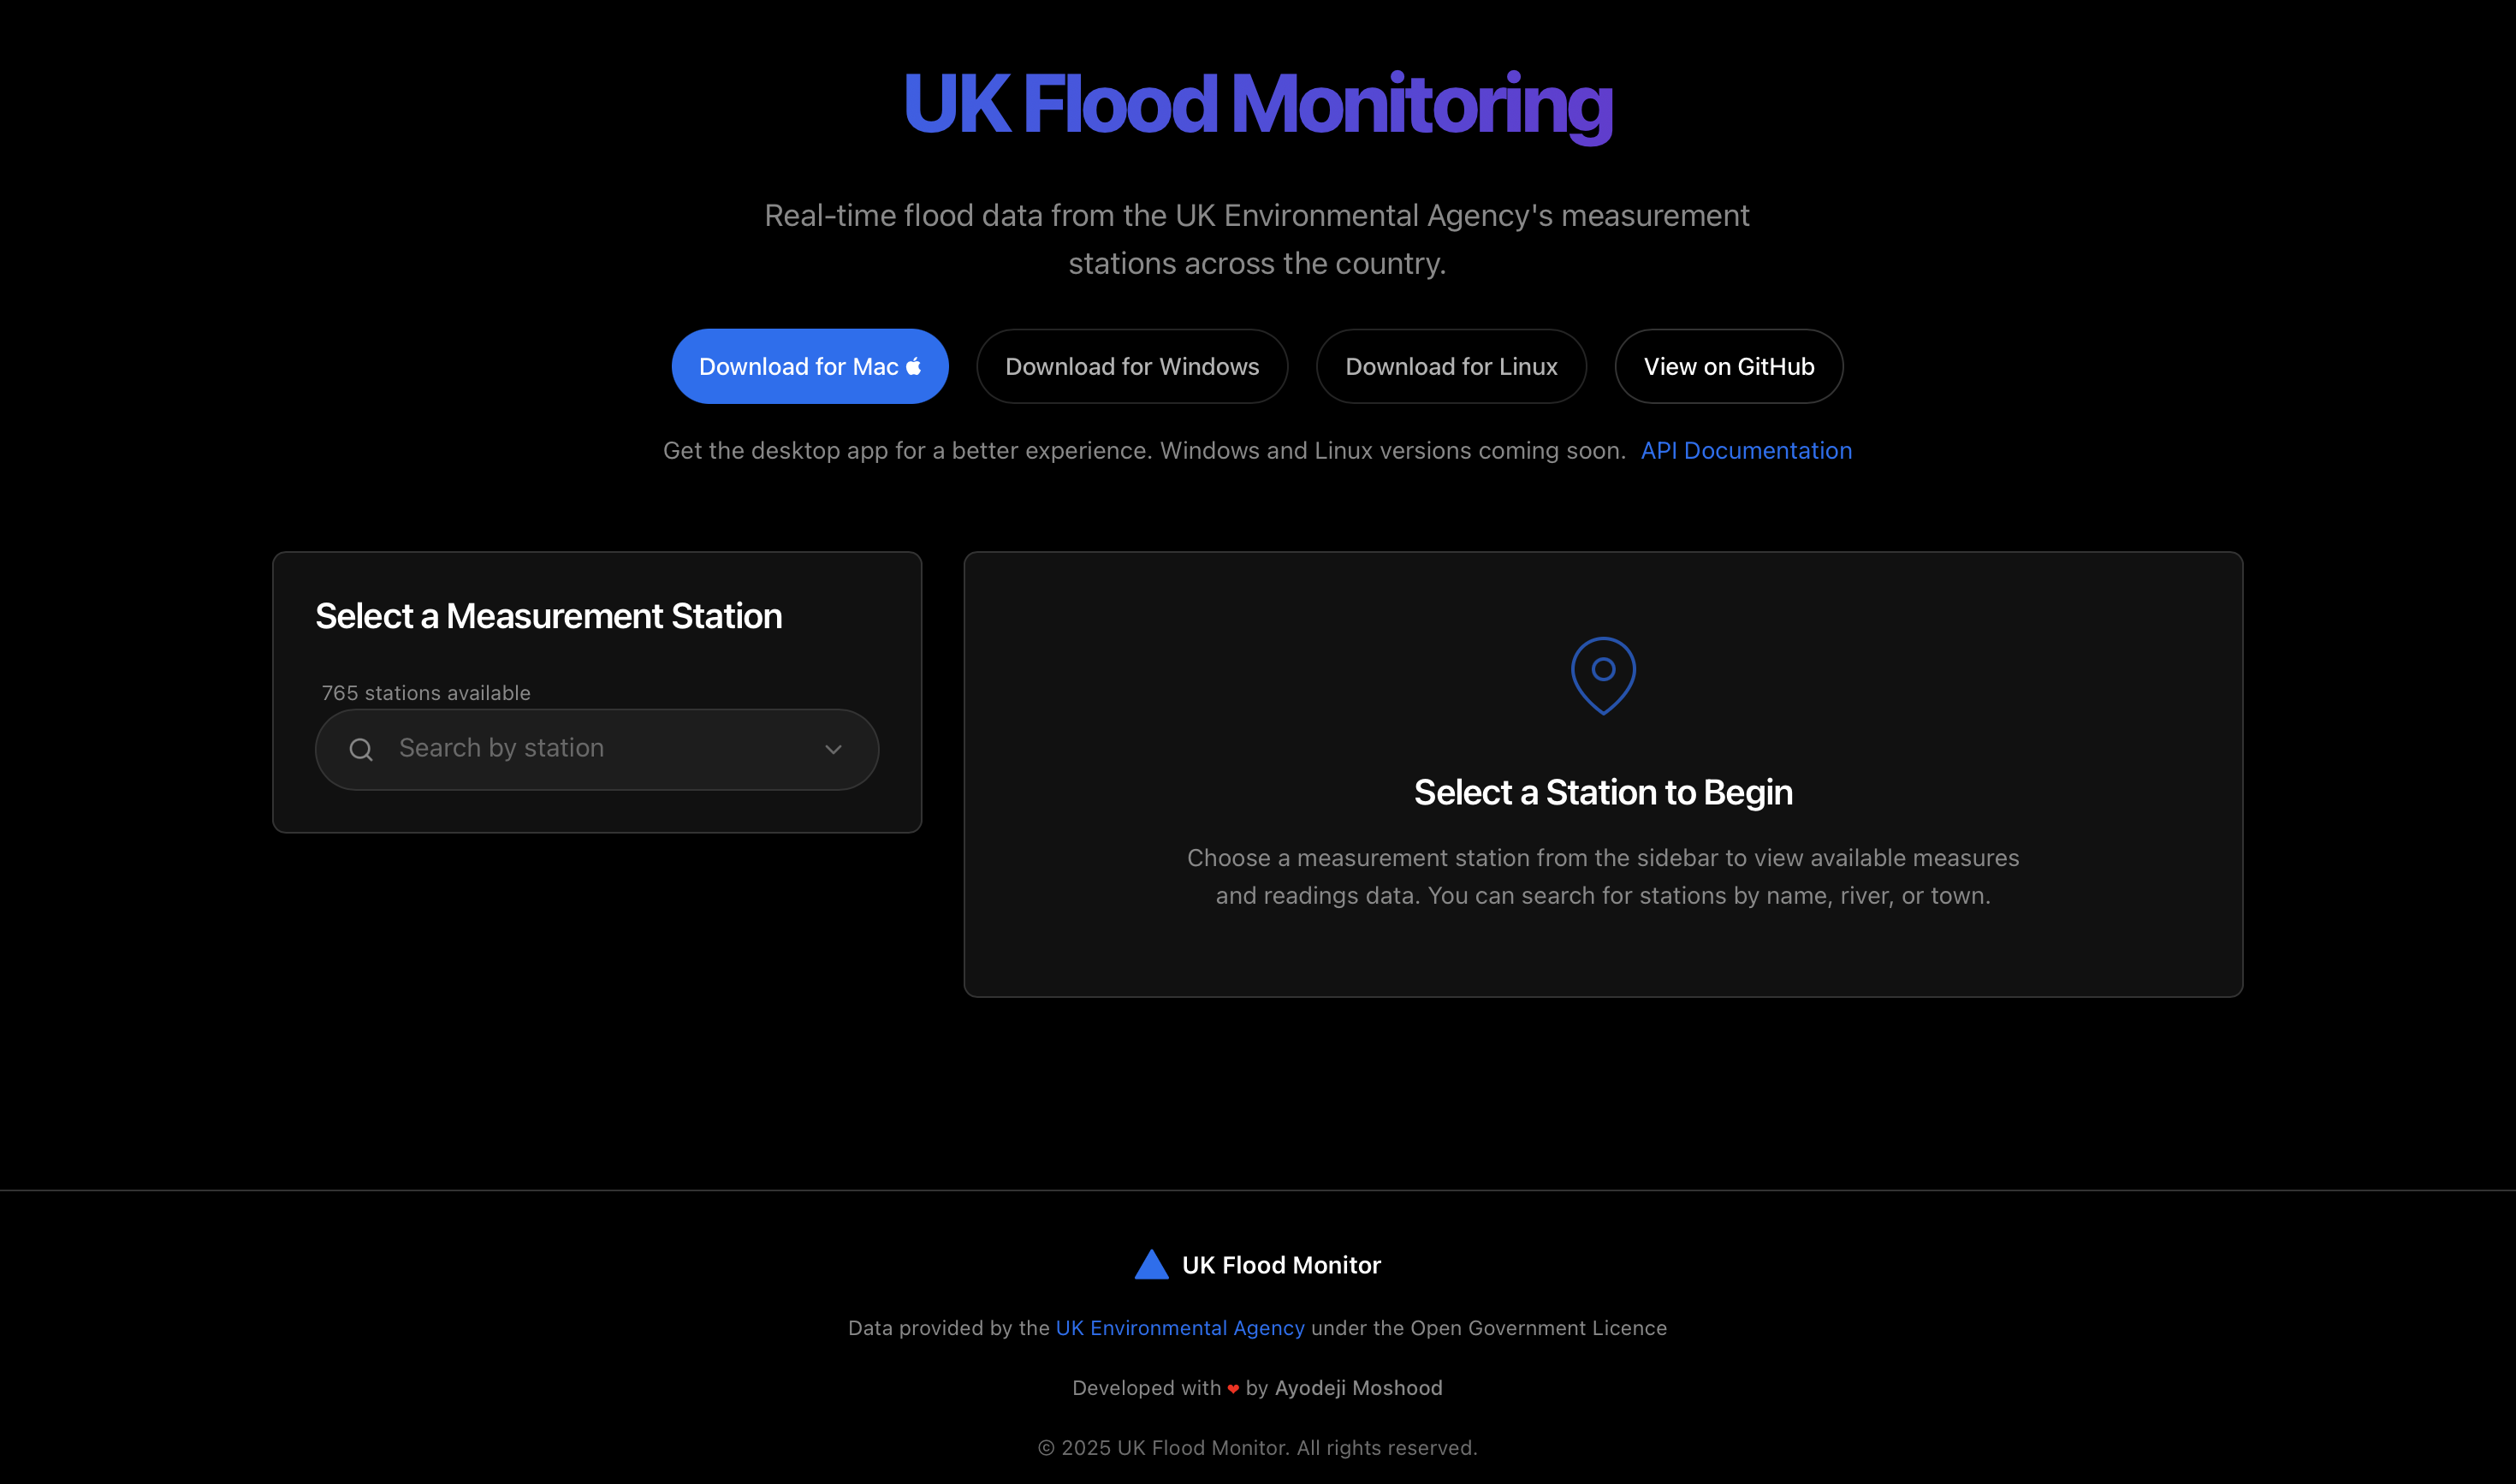 UK Flood Monitoring
Real-time flood data from the UK Environmental Agency's measurement
stations across the country.
Download for Mac
Download for Windows
Download for Linux
View on GitHub
Get the desktop app for a better experience. Windows and Linux versions coming soon. API Documentation
Select a Measurement Station
765 stations available
Search by station
Select a Station to Begin
Choose a measurement station from the sidebar to view available measures
and readings data. You can search for stations by name, river, or town.
UK Flood Monitor
Data provided by the UK Environmental Agency under the Open Government Licence
Developed with ❤ by Ayodeji Moshood
© 2025 UK Flood Monitor. All rights reserved.